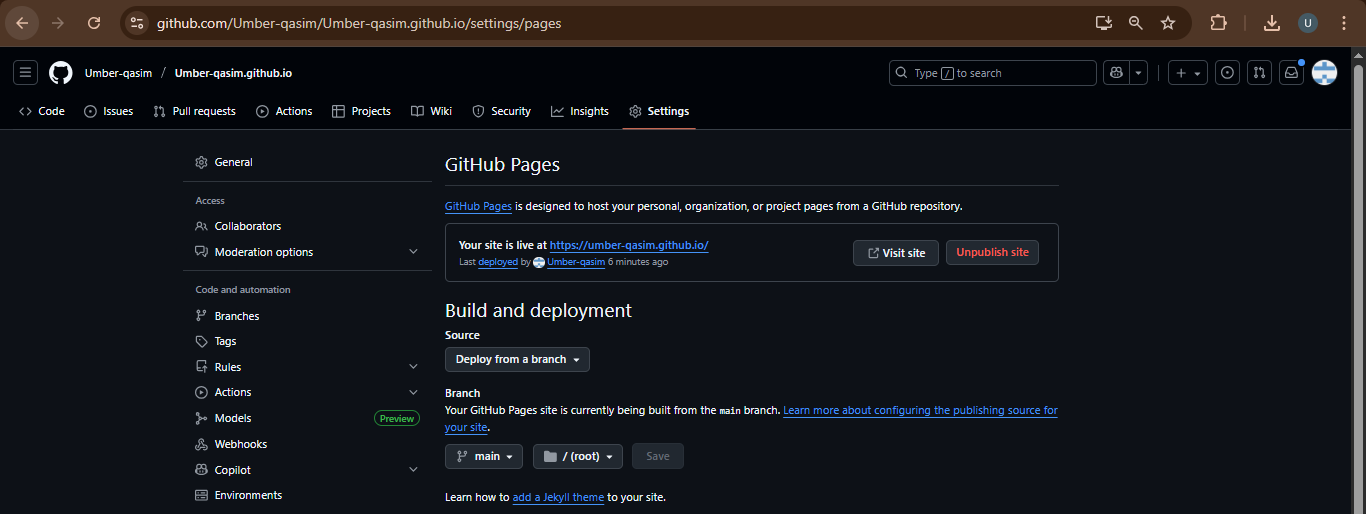 github.com/Umber-qasim/Umber-qasim.github.io/settings/pages
U
Umber-qasim / Umber-qasim.github.io
Type / to search
Code Issues Pull requests Actions Projects Wiki Security Insights Settings
General
Access
Collaborators
Moderation options
Code and automation
Branches
Tags
Rules
Actions
Models Preview
Webhooks
Copilot
Environments
GitHub Pages
GitHub Pages is designed to host your personal, organization, or project pages from a GitHub repository.
Your site is live at https://umber-qasim.github.io/
Last deployed by Umber-qasim 6 minutes ago
Visit site
Unpublish site
Build and deployment
Source
Deploy from a branch
Branch
Your GitHub Pages site is currently being built from the main branch. Learn more about configuring the publishing source for
your site.
main / (root) Save
Learn how to add a Jekyll theme to your site.